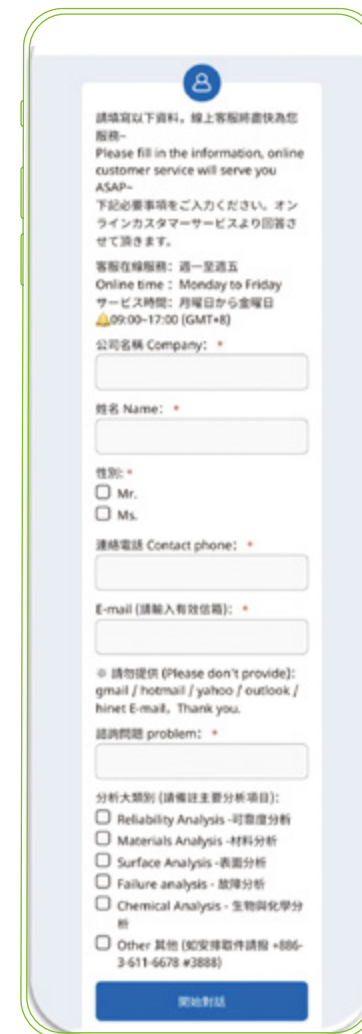 請填寫以下資料，線上客服將盡快為您
服務~
Please fill in the information, online
customer service will serve you
ASAP~
下記必要事項をご入力ください。オン
ラインカスタマーサービスより回答さ
せて頂きます。
客服在線服務：週一至週五
Online time：Monday to Friday
サービス時間：月曜日から金曜日
🔔09:00~17:00 (GMT+8)
公司名稱 Company： *
姓名 Name： *
性別: *
Mr.
Ms.
連絡電話 Contact phone： *
E-mail (請輸入有效信箱)： *
※ 請勿提供 (Please don't provide)：
gmail / hotmail / yahoo / outlook /
hinet E-mail，Thank you.
諮詢問題 problem： *
分析大類別 (請備註主要分析項目)：
Reliability Analysis -可靠度分析
Materials Analysis -材料分析
Surface Analysis -表面分析
Failure analysis - 故障分析
Chemical Analysis - 生物與化學分
析
Other 其他 (如安排取件請撥 +886-
3-611-6678 #3888)
開始對話